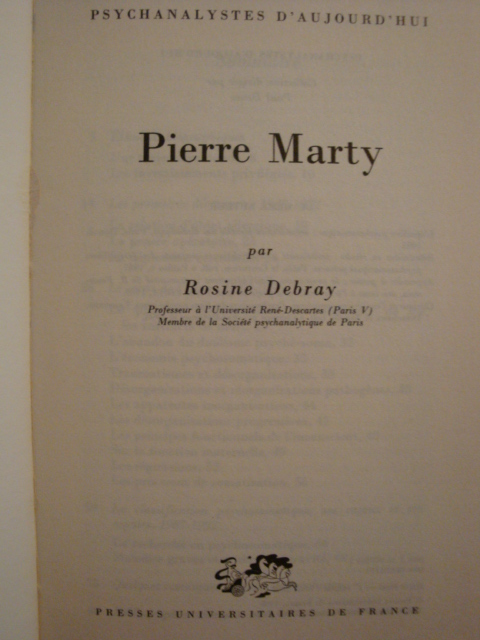 PSYCHANALYSTES D'AUJOURD'HUI
Pierre Marty
par
Rosine Debray
Professeur à l'Université René-Descartes (Paris V)
Membre de la Société psychanalytique de Paris
PRESSES UNIVERSITAIRES DE FRANCE